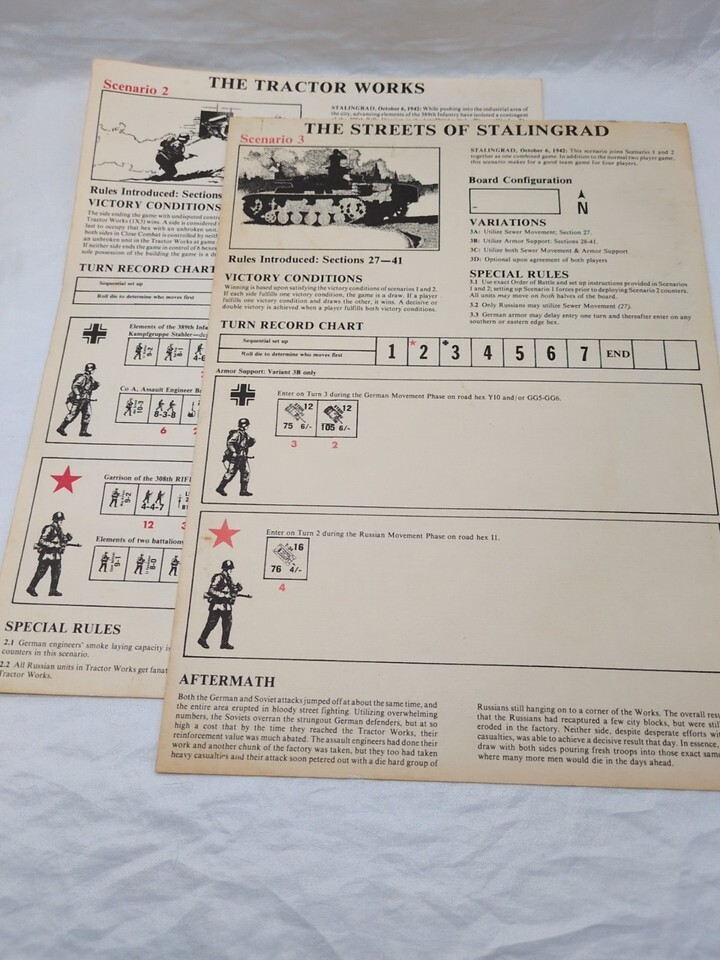 Scenario 2
THE TRACTOR WORKS
STALINGRAD, October 6, 1942: While pushing into the industrial area of
the city, advancing elements of the 389th Infantry have isolated a contingent
Rules Introduced: Sections
VICTORY CONDITIONS
The side ending the game with undisputed contr
Tractor Works (1X3) wins. A side is considered
last to occupy that hex with an unbroken unit.
both sides in Close Combat is controlled by neith
an unbroken unit in the Tractor Works at game
If neither side ends the game in control of 6 hexes
sole possession of the building the game is a d
TURN RECORD CHART
Sequential set up
Roll die to determine who moves first
Elements of the 389th Infa
Kampfgruppe Stahler—dep
9-2
8-6
4-6
Co A, Assault Engineer Ba
10-3
8-3-8
6
Garrison of the 308th RIFL
9-2
4-4-7
12
3
Elements of two battalions
9-1
8-0
SPECIAL RULES
2.1 German engineers' smoke laying capacity is
counters in this scenario.
2.2 All Russian units in Tractor Works get fanat
Tractor Works.
Scenario 3
THE STREETS OF STALINGRAD
STALINGRAD, October 6, 1942: This scenario joins Scenario 1 and 2
together as one combined game. In addition to the normal two player game,
this scenario makes for a good team game for four players.
Board Configuration
N
Rules Introduced: Sections 27—41
VICTORY CONDITIONS
Winning is based upon satisfying the victory conditions of scenarios 1 and 2.
If each side fulfills one victory condition, the game is a draw. If a player
fulfills one victory condition and draws the other, it wins. A decisive or
double victory is achieved when a player fulfills both victory conditions.
VARIATIONS
3A: Utilize Sewer Movement; Section 27.
3B: Utilize Armor Support; Sections 28-41.
3C: Utilize both Sewer Movement & Armor Support
3D: Optional upon agreement of both players
SPECIAL RULES
3.1 Use exact Order of Battle and set up instructions provided in Scenarios
1 and 2; setting up Scenario 1 forces prior to deploying Scenario 2 counters.
All units may move on both halves of the board.
3.2 Only Russians may utilize Sewer Movement (27).
3.3 German armor may delay entry one turn and thereafter enter on any
southern or eastern edge hex.
TURN RECORD CHART
Sequential set up
Roll die to determine who moves first
1 2 3 4 5 6 7 END
Armor Support: Variant 3B only
Enter on Turn 3 during the German Movement Phase on road hex Y10 and/or GG5-GG6.
12 12
75 6/- 105 6/-
3 2
Enter on Turn 2 during the Russian Movement Phase on road hex I1.
16
76 4/-
4
AFTERMATH
Both the German and Soviet attacks jumped off at about the same time, and
the entire area erupted in bloody street fighting. Utilizing overwhelming
numbers, the Soviets overran the strungout German defenders, but at so
high a cost that by the time they reached the Tractor Works, their
reinforcement value was much abated. The assault engineers had done their
work and another chunk of the factory was taken, but they too had taken
heavy casualties and their attack soon petered out with a die hard group of
Russians still hanging on to a corner of the Works. The overall resu
that the Russians had recaptured a few city blocks, but were still
eroded in the factory. Neither side, despite desperate efforts wit
casualties, was able to achieve a decisive result that day. In essence,
draw with both sides pouring fresh troops into those exact same
where many more men would die in the days ahead.